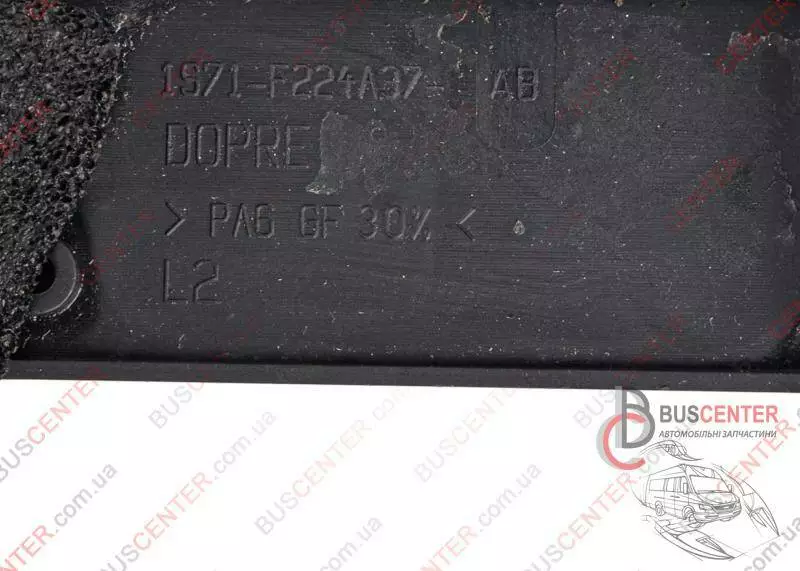 1S71-F224A37- AB
DOPRE
> PA6 GF 30% <
L2
BUSCENTER
АВТОМОБІЛЬНІ ЗАПЧАСТИНИ
BUSCENTER.com.ua